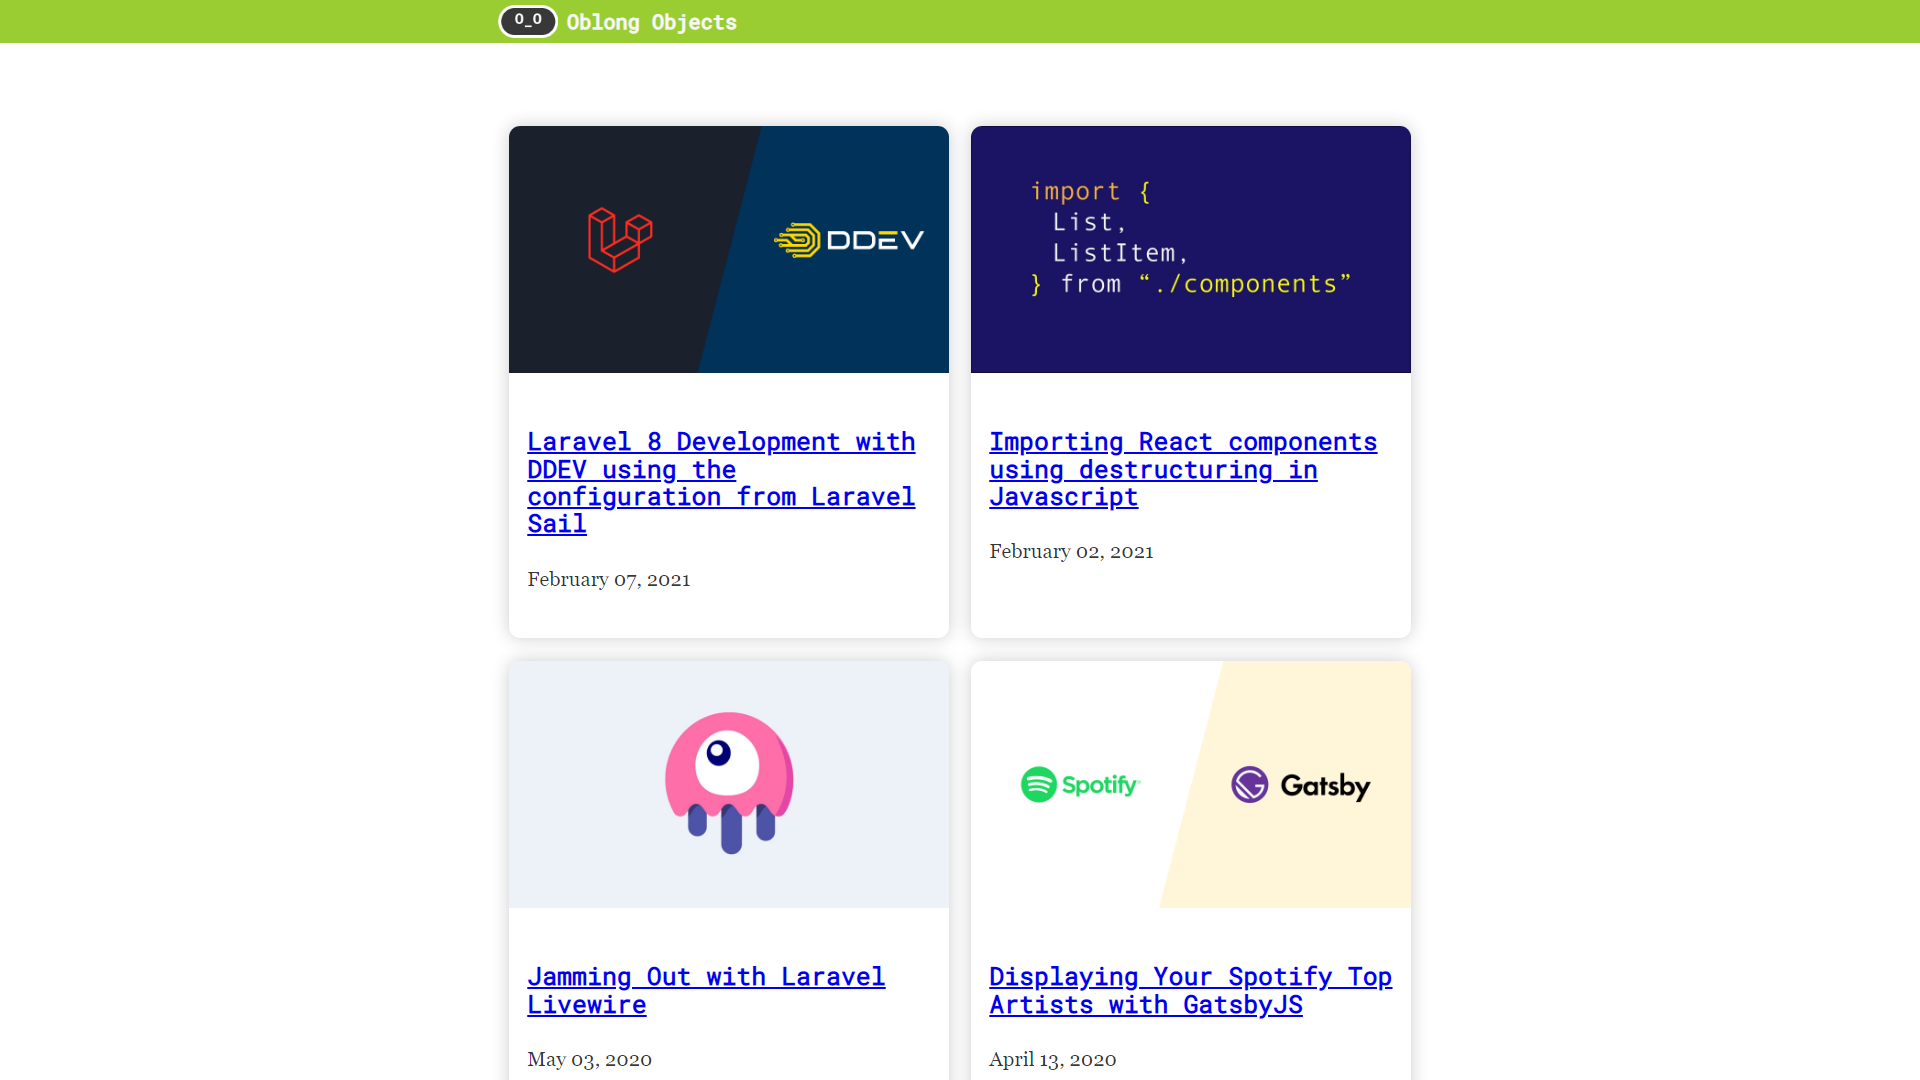 0_0 Oblong Objects
DDEV
import {
List,
ListItem,
} from “./components”
Laravel 8 Development with
DDEV using the
configuration from Laravel
Sail
February 07, 2021
Importing React components
using destructuring in
Javascript
February 02, 2021
Spotify
Gatsby
Jamming Out with Laravel
Livewire
May 03, 2020
Displaying Your Spotify Top
Artists with GatsbyJS
April 13, 2020